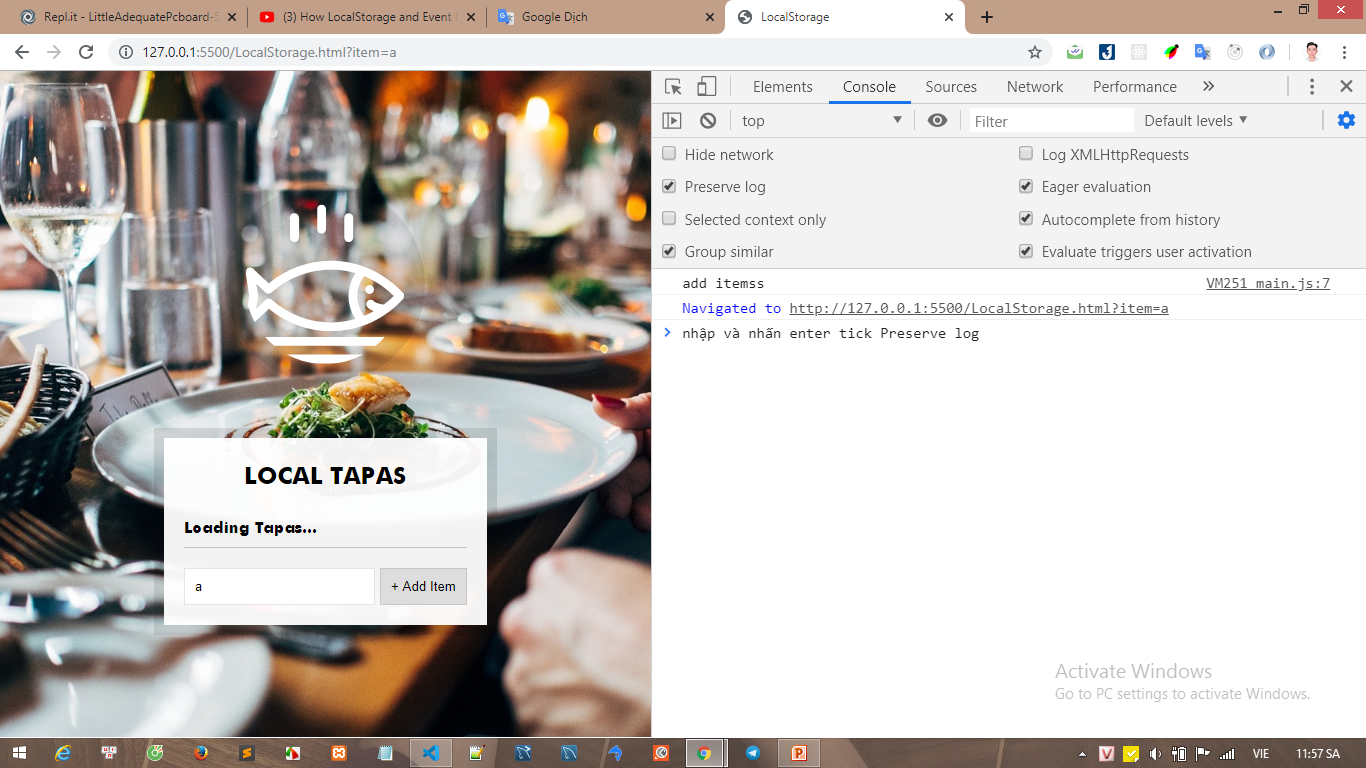 Repl.it - LittleAdequatePcboard-5
(3) How LocalStorage and Event
Google Dịch
LocalStorage
127.0.0.1:5500/LocalStorage.html?item=a
Elements Console Sources Network Performance
top Filter Default levels
Hide network Log XMLHttpRequests
Preserve log Eager evaluation
Selected context only Autocomplete from history
Group similar Evaluate triggers user activation
add itemss VM251 main.js:7
Navigated to http://127.0.0.1:5500/LocalStorage.html?item=a
nhập và nhấn enter tick Preserve log
LOCAL TAPAS
Loading Tapas...
a + Add Item
Activate Windows
Go to PC settings to activate Windows.
VIE 11:57 SA